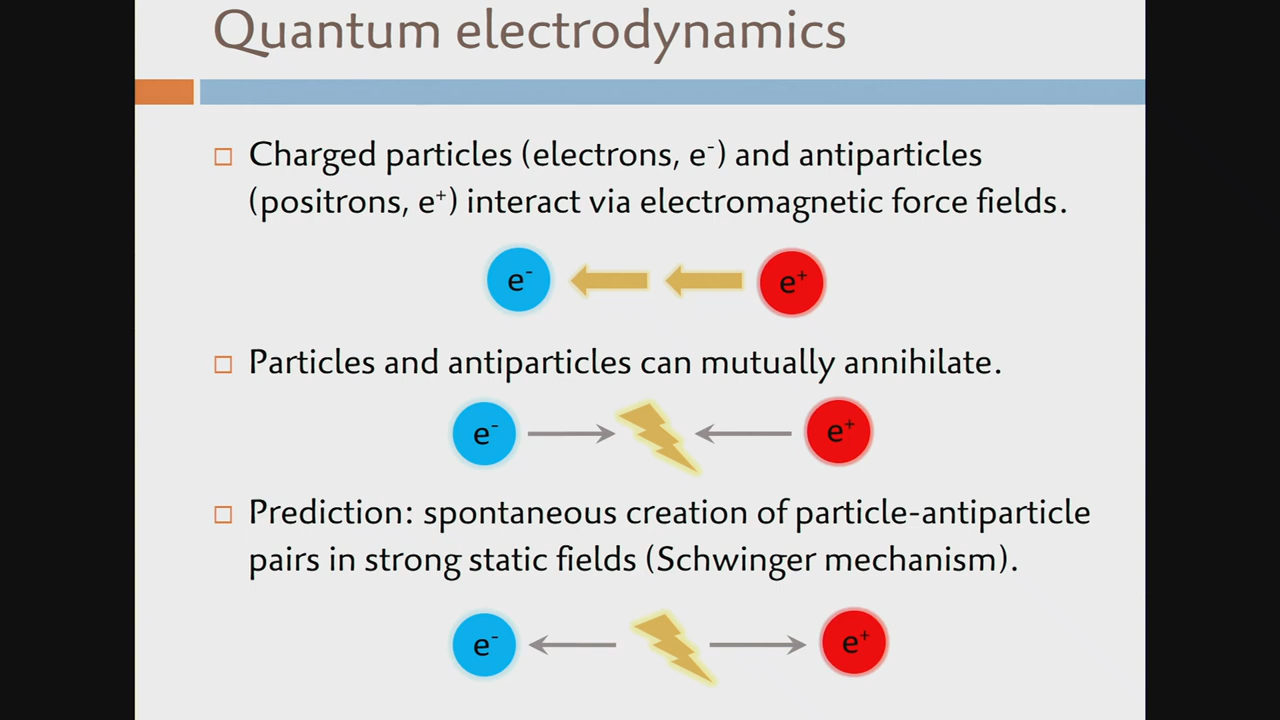 Quantum electrodynamics
Charged particles (electrons, e⁻) and antiparticles
(positrons, e⁺) interact via electromagnetic force fields.
e⁻ e⁺
Particles and antiparticles can mutually annihilate.
e⁻ e⁺
Prediction: spontaneous creation of particle-antiparticle
pairs in strong static fields (Schwinger mechanism).
e⁻ e⁺